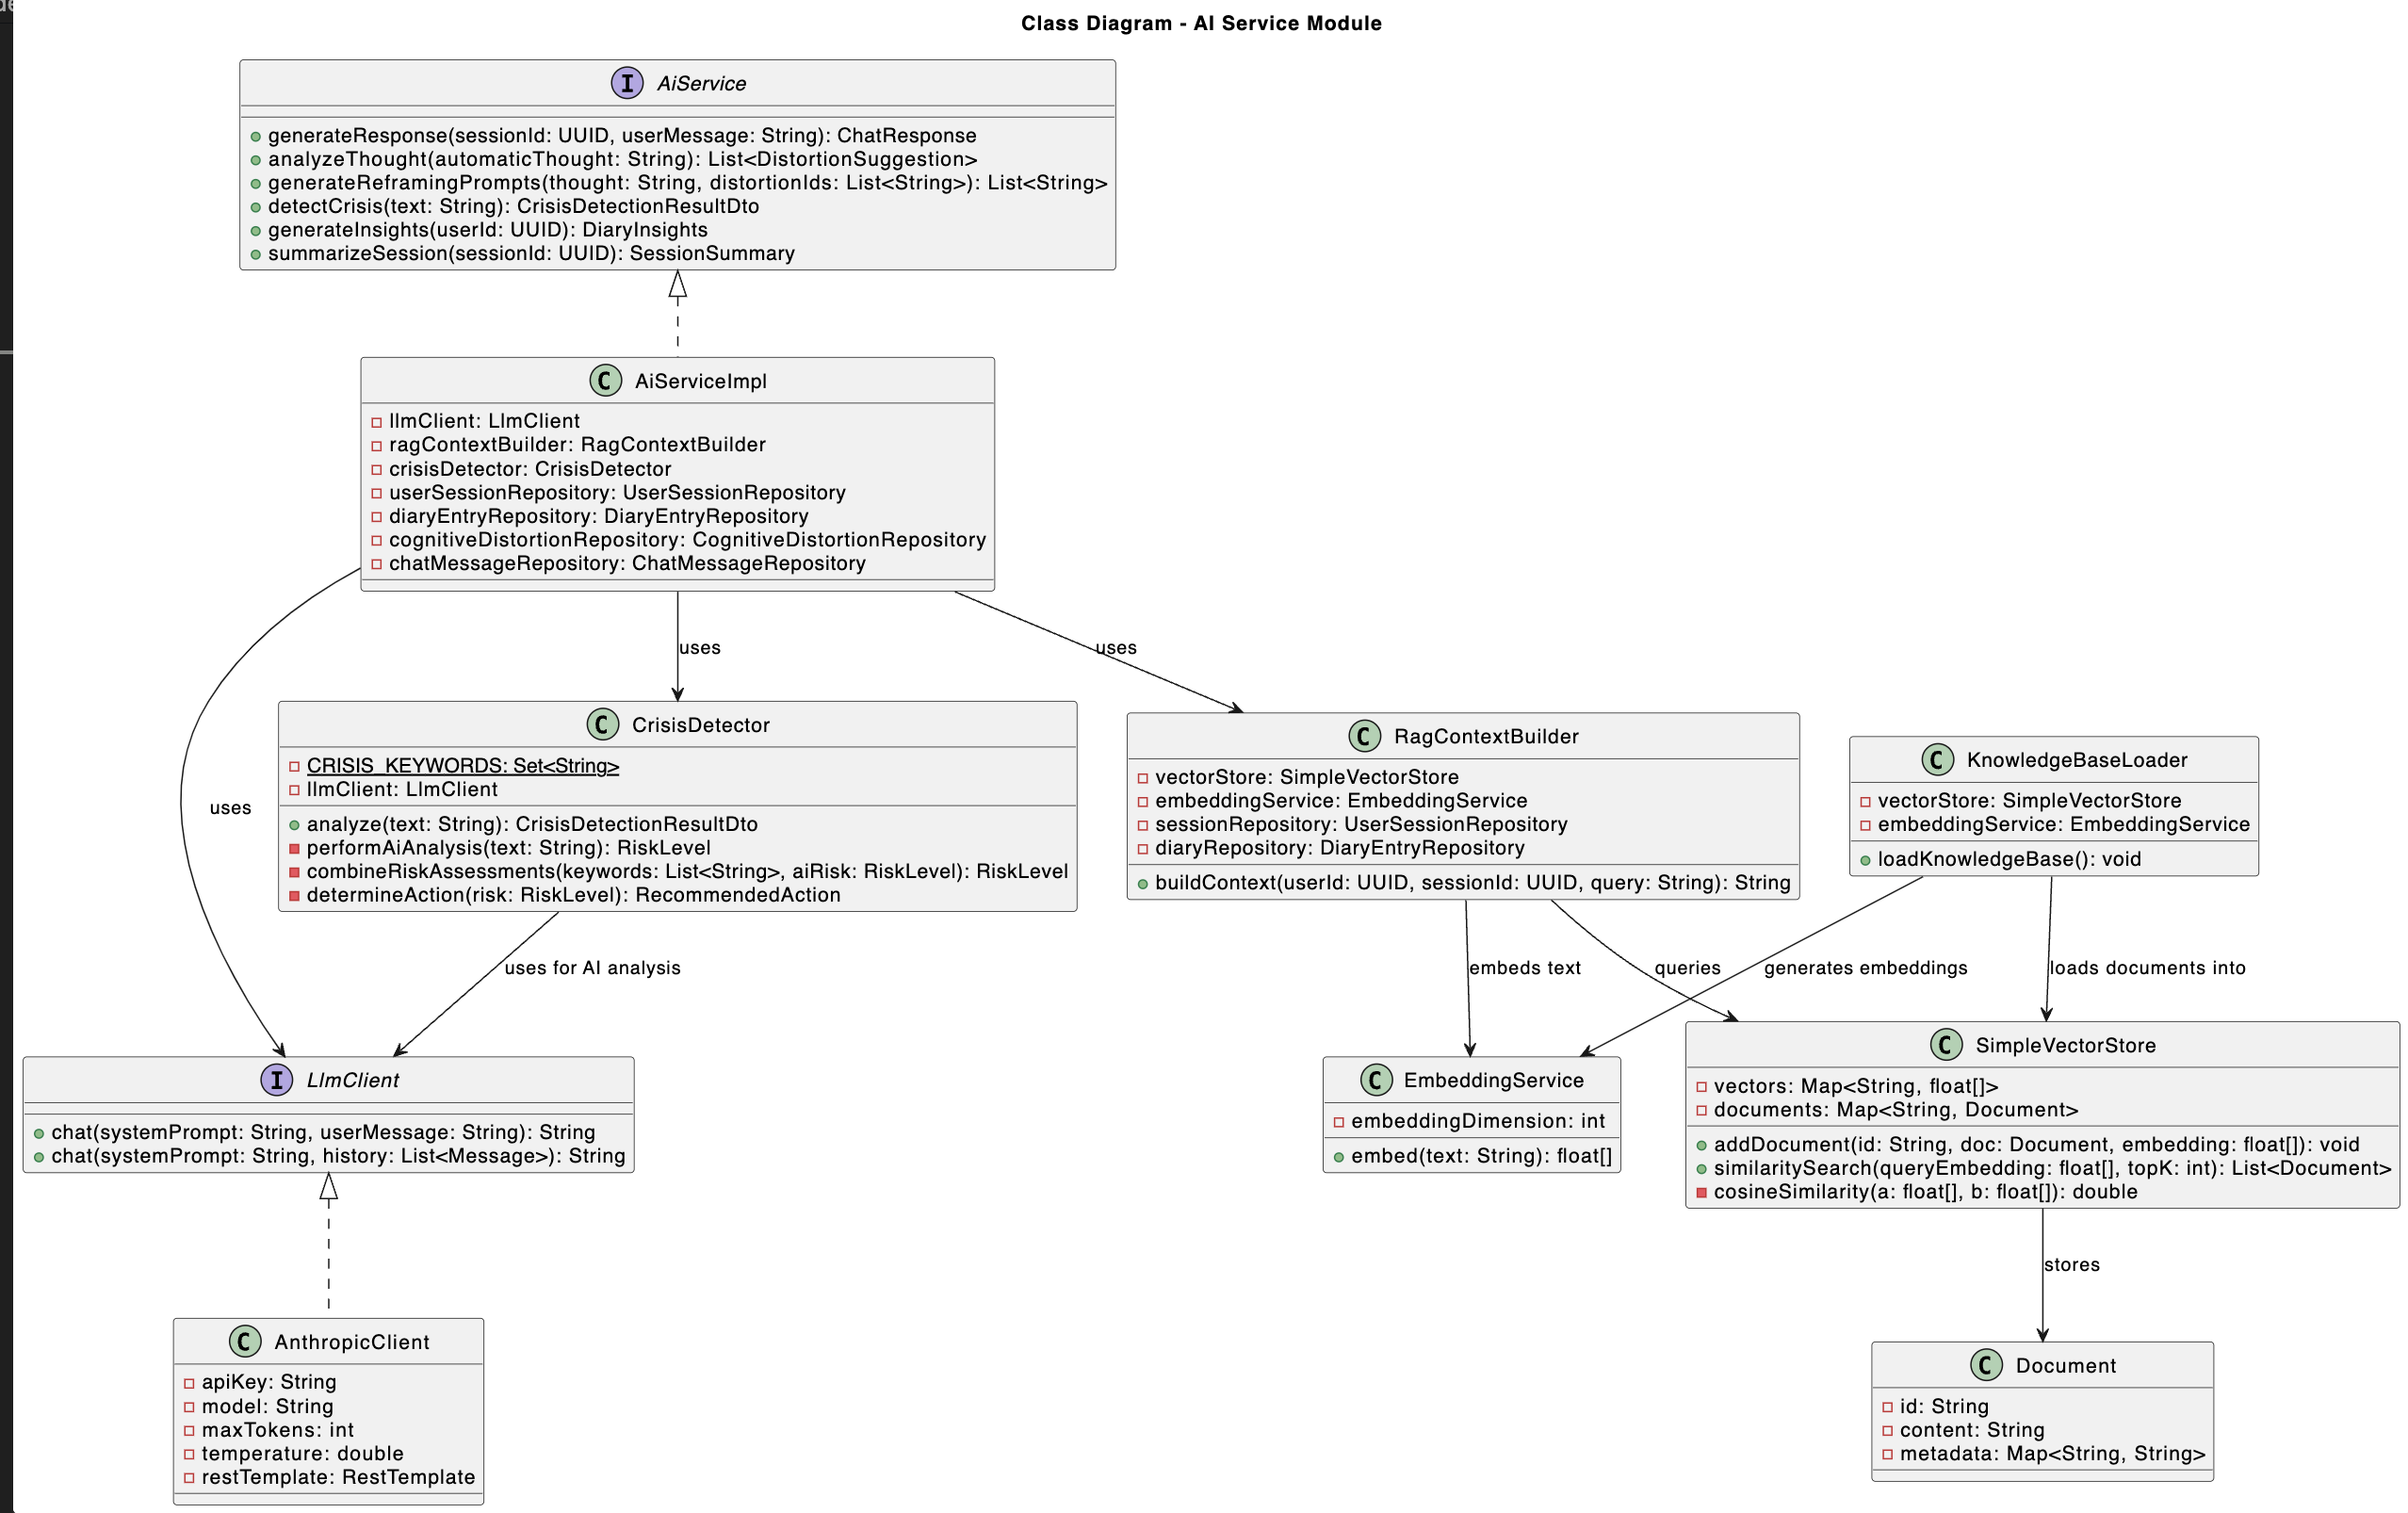 Class Diagram - AI Service Module
I AiService
generateResponse(sessionId: UUID, userMessage: String): ChatResponse
analyzeThought(automaticThought: String): List<DistortionSuggestion>
generateReframingPrompts(thought: String, distortionIds: List<String>): List<String>
detectCrisis(text: String): CrisisDetectionResultDto
generateInsights(userId: UUID): DiaryInsights
summarizeSession(sessionId: UUID): SessionSummary
C AiServiceImpl
llmClient: LlmClient
ragContextBuilder: RagContextBuilder
crisisDetector: CrisisDetector
userSessionRepository: UserSessionRepository
diaryEntryRepository: DiaryEntryRepository
cognitiveDistortionRepository: CognitiveDistortionRepository
chatMessageRepository: ChatMessageRepository
uses
uses
uses
C CrisisDetector
CRISIS_KEYWORDS: Set<String>
llmClient: LlmClient
analyze(text: String): CrisisDetectionResultDto
performAiAnalysis(text: String): RiskLevel
combineRiskAssessments(keywords: List<String>, aiRisk: RiskLevel): RiskLevel
determineAction(risk: RiskLevel): RecommendedAction
C RagContextBuilder
vectorStore: SimpleVectorStore
embeddingService: EmbeddingService
sessionRepository: UserSessionRepository
diaryRepository: DiaryEntryRepository
buildContext(userId: UUID, sessionId: UUID, query: String): String
C KnowledgeBaseLoader
vectorStore: SimpleVectorStore
embeddingService: EmbeddingService
loadKnowledgeBase(): void
uses for AI analysis
embeds text
queries
generates embeddings
loads documents into
I LlmClient
chat(systemPrompt: String, userMessage: String): String
chat(systemPrompt: String, history: List<Message>): String
C EmbeddingService
embeddingDimension: int
embed(text: String): float[]
C SimpleVectorStore
vectors: Map<String, float[]>
documents: Map<String, Document>
addDocument(id: String, doc: Document, embedding: float[]): void
similaritySearch(queryEmbedding: float[], topK: int): List<Document>
cosineSimilarity(a: float[], b: float[]): double
stores
C AnthropicClient
apiKey: String
model: String
maxTokens: int
temperature: double
restTemplate: RestTemplate
C Document
id: String
content: String
metadata: Map<String, String>